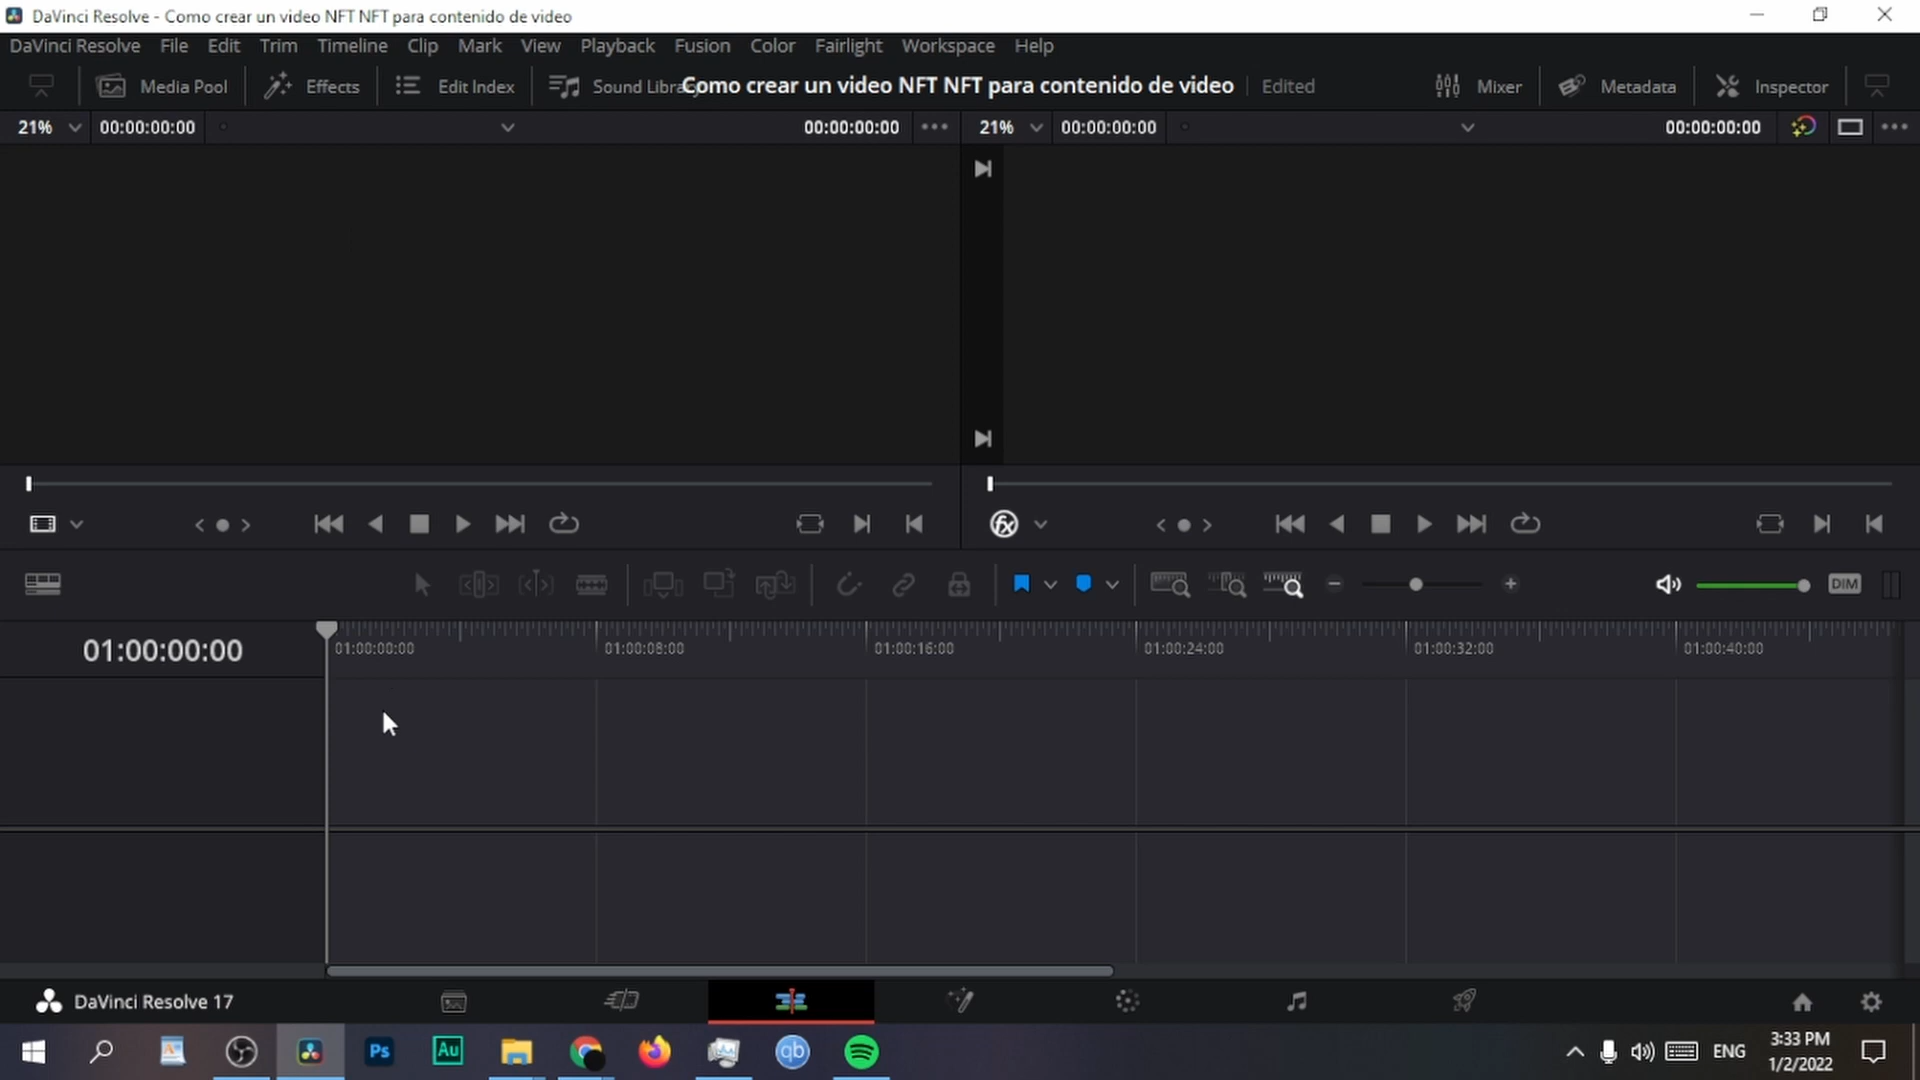 DaVinci Resolve - Como crear un video NFT NFT para contenido de video
DaVinci Resolve File Edit Trim Timeline Clip Mark View Playback Fusion Color Fairlight Workspace Help
Media Pool Effects Edit Index Sound Library Como crear un video NFT NFT para contenido de video Edited Mixer Metadata Inspector
21% 00:00:00:00 00:00:00:00 21% 00:00:00:00 00:00:00:00
fx
DIM
01:00:00:00
01:00:00:00 01:00:08:00 01:00:16:00 01:00:24:00 01:00:32:00 01:00:40:00
DaVinci Resolve 17
Ps Au qb ENG 3:33 PM
1/2/2022